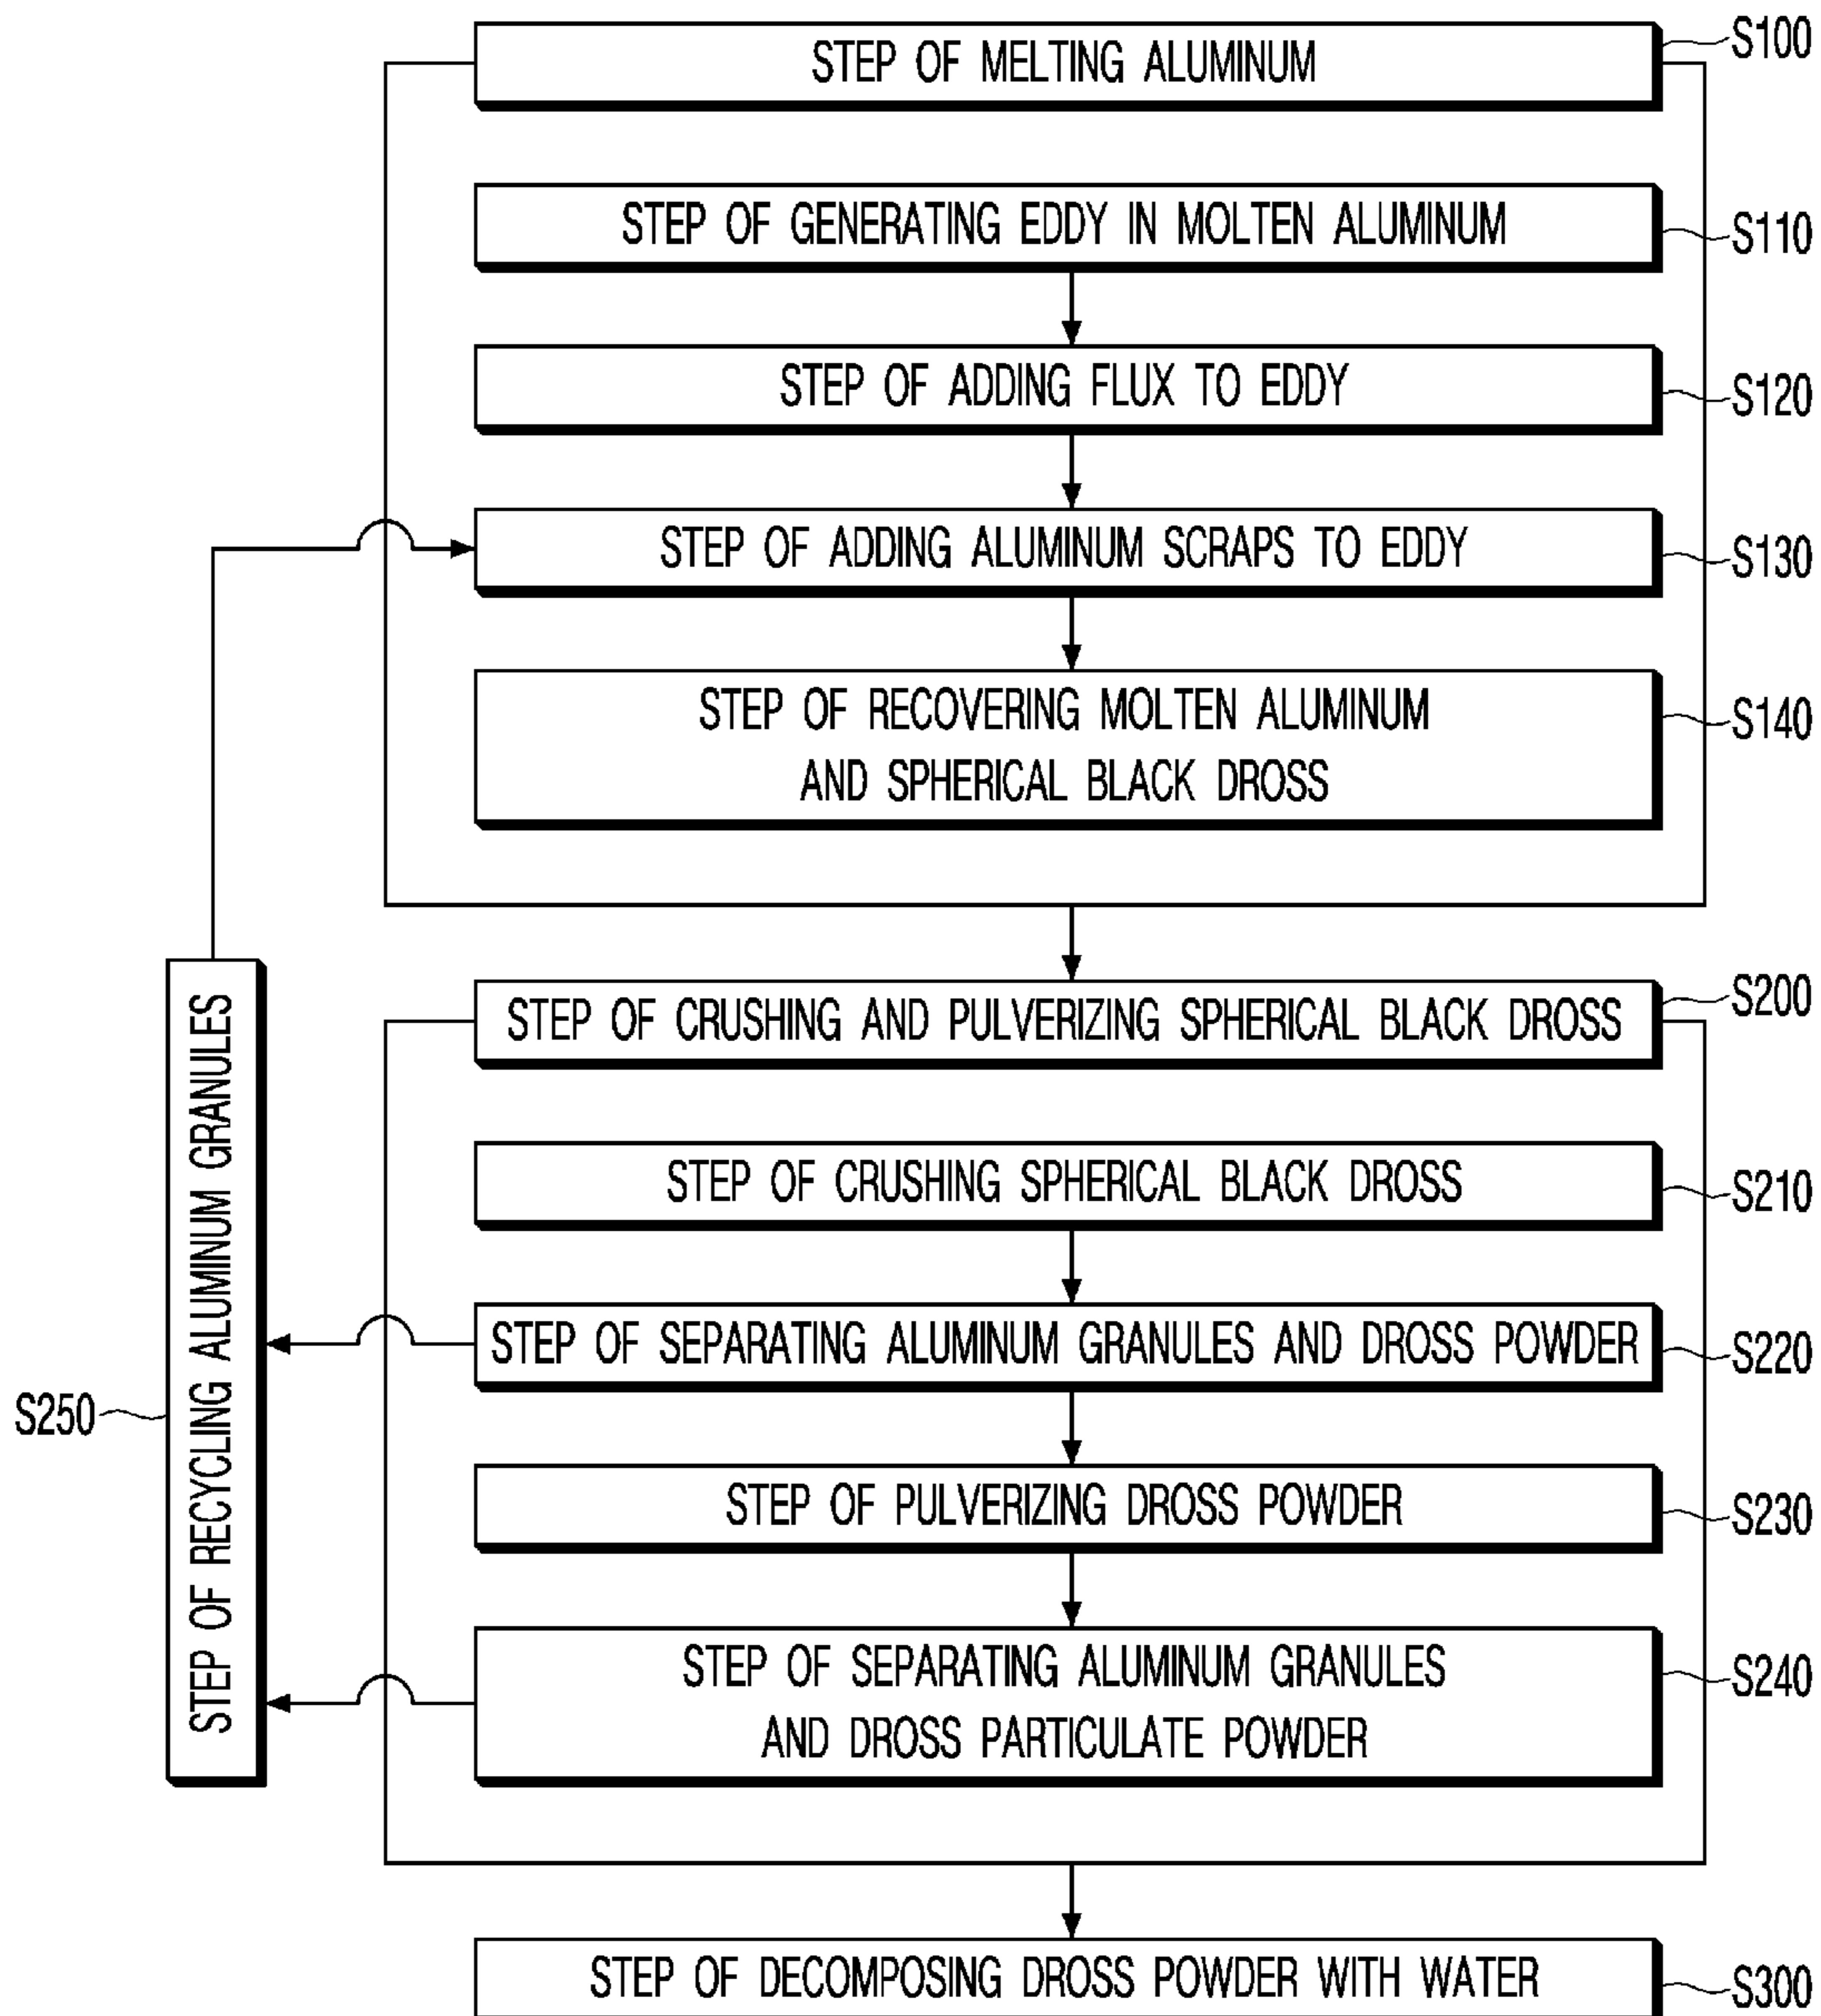 STEP OF MELTING ALUMINUM
S100
STEP OF GENERATING EDDY IN MOLTEN ALUMINUM
S110
STEP OF ADDING FLUX TO EDDY
S120
STEP OF ADDING ALUMINUM SCRAPS TO EDDY
S130
STEP OF RECOVERING MOLTEN ALUMINUM
AND SPHERICAL BLACK DROSS
S140
STEP OF CRUSHING AND PULVERIZING SPHERICAL BLACK DROSS
S200
STEP OF CRUSHING SPHERICAL BLACK DROSS
S210
STEP OF SEPARATING ALUMINUM GRANULES AND DROSS POWDER
S220
STEP OF PULVERIZING DROSS POWDER
S230
STEP OF SEPARATING ALUMINUM GRANULES
AND DROSS PARTICULATE POWDER
S240
STEP OF RECYCLING ALUMINUM GRANULES
S250
STEP OF DECOMPOSING DROSS POWDER WITH WATER
S300